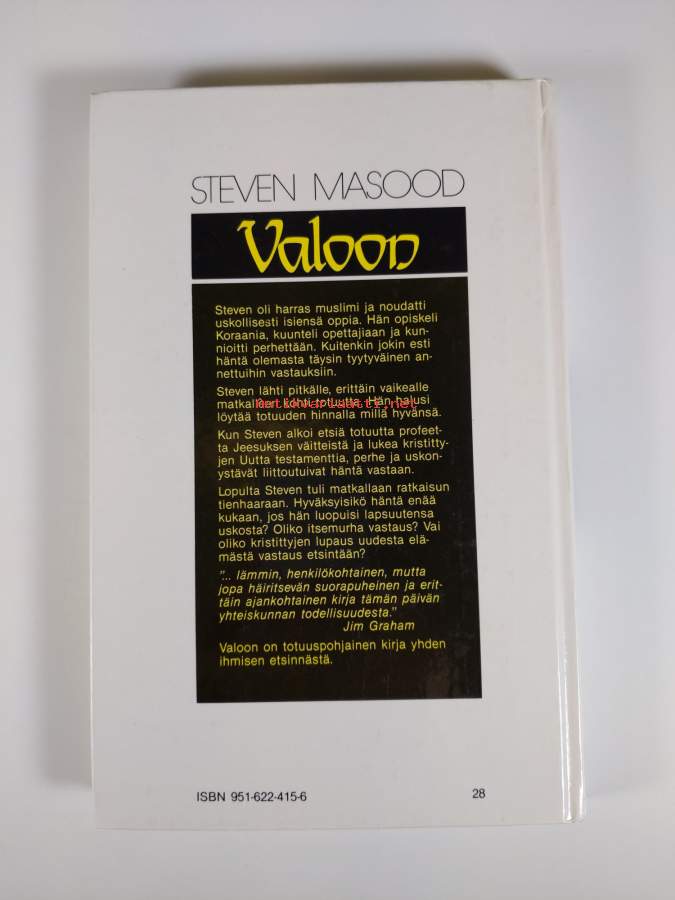 STEVEN MASOOD
Valoon
Steven oli harras muslimi ja noudatti
uskollisesti isiensä oppia. Hän opiskeli
Koraania, kuunteli opettajiaan ja kun-
nioitti perhettään. Kuitenkin jokin esti
häntä olemasta täysin tyytyväinen an-
nettuihin vastauksiin.
Steven lähti pitkälle, erittäin vaikealle
matkalleen kohti totuutta. Hän halusi
löytää totuuden hinnalla millä hyvänsä.
Kun Steven alkoi etsiä totuutta profeet-
ta Jeesuksen väitteistä ja lukea kristitty-
jen Uutta testamenttia, perhe ja uskon-
ystävät liittoutuivat häntä vastaan.
Lopulta Steven tuli matkallaan ratkaisun
tienhaaraan. Hyväksyisikö häntä enää
kukaan, jos hän luopuisi lapsuutensa
uskosta? Oliko itsemurha vastaus? Vai
oliko kristittyjen lupaus uudesta elä-
mästä vastaus etsintään?
"... lämmin, henkilökohtainen, mutta
jopa häiritsevän suorapuheinen ja erit-
täin ajankohtainen kirja tämän päivän
yhteiskunnan todellisuudesta."
Jim Graham
Valoon on totuuspohjainen kirja yhden
ihmisen etsinnästä.
ISBN 951-622-415-6
28